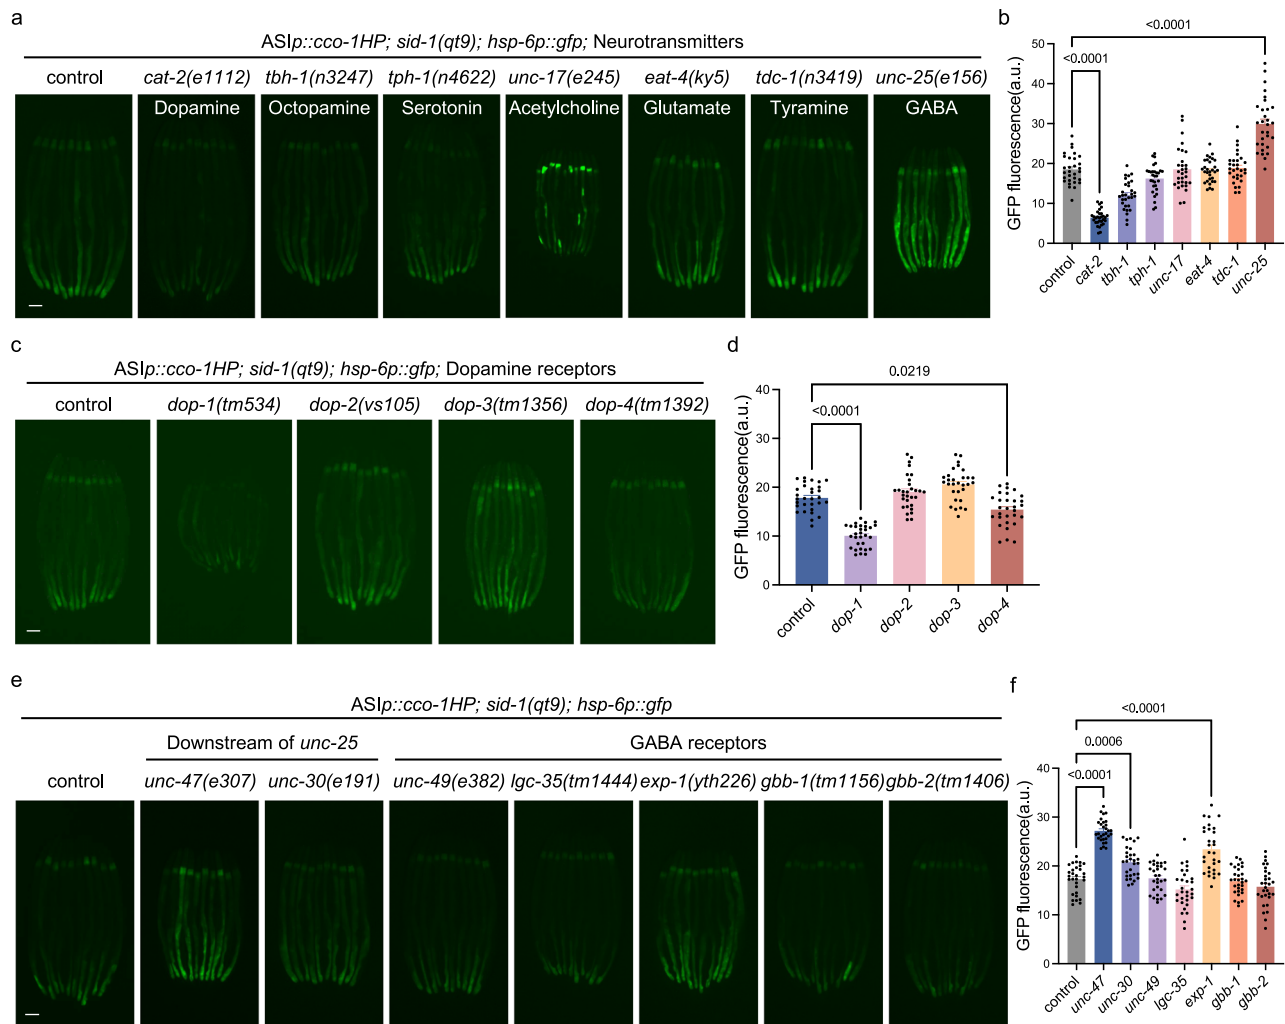 a
ASIp::cco-1HP; sid-1(qt9); hsp-6p::gfp; Neurotransmitters
control cat-2(e1112) tbh-1(n3247) tph-1(n4622) unc-17(e245) eat-4(ky5) tdc-1(n3419) unc-25(e156)
Dopamine Octopamine Serotonin Acetylcholine Glutamate Tyramine GABA
b
<0.0001
<0.0001
GFP fluorescence(a.u.)
50
40
30
20
10
0
control cat-2 tbh-1 tph-1 unc-17 eat-4 tdc-1 unc-25
c
ASIp::cco-1HP; sid-1(qt9); hsp-6p::gfp; Dopamine receptors
control dop-1(tm534) dop-2(vs105) dop-3(tm1356) dop-4(tm1392)
d
0.0219
<0.0001
GFP fluorescence(a.u.)
40
30
20
10
0
control dop-1 dop-2 dop-3 dop-4
e
ASIp::cco-1HP; sid-1(qt9); hsp-6p::gfp
Downstream of unc-25 GABA receptors
control unc-47(e307) unc-30(e191) unc-49(e382) lgc-35(tm1444) exp-1(yth226) gbb-1(tm1156) gbb-2(tm1406)
f
<0.0001
0.0006
<0.0001
GFP fluorescence(a.u.)
40
30
20
10
0
control unc-47 unc-30 unc-49 lgc-35 exp-1 gbb-1 gbb-2